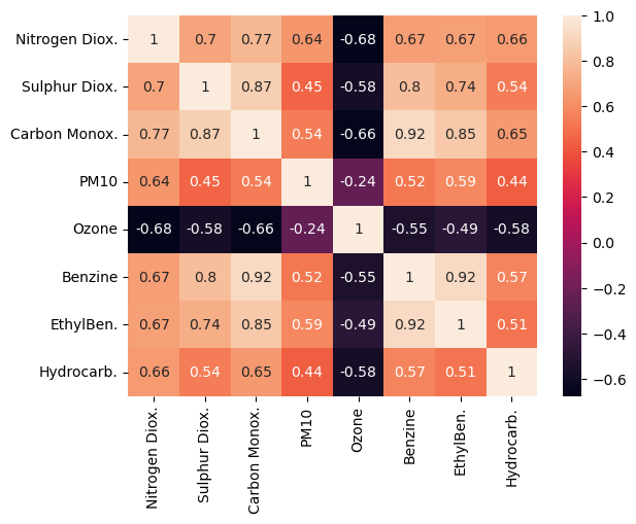 Nitrogen Diox. 1 0.7 0.77 0.64 -0.68 0.67 0.67 0.66
Sulphur Diox. 0.7 1 0.87 0.45 -0.58 0.8 0.74 0.54
Carbon Monox. 0.77 0.87 1 0.54 -0.66 0.92 0.85 0.65
PM10 0.64 0.45 0.54 1 -0.24 0.52 0.59 0.44
Ozone -0.68 -0.58 -0.66 -0.24 1 -0.55 -0.49 -0.58
Benzine 0.67 0.8 0.92 0.52 -0.55 1 0.92 0.57
EthylBen. 0.67 0.74 0.85 0.59 -0.49 0.92 1 0.51
Hydrocarb. 0.66 0.54 0.65 0.44 -0.58 0.57 0.51 1
Nitrogen Diox.
Sulphur Diox.
Carbon Monox.
PM10
Ozone
Benzine
EthylBen.
Hydrocarb.
1.0
0.8
0.6
0.4
0.2
0.0
−0.2
−0.4
−0.6